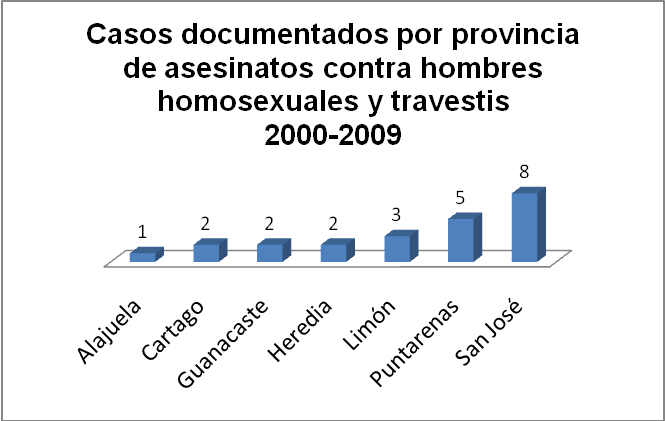 Casos documentados por provincia
de asesinatos contra hombres
homosexuales y travestis
2000-2009
1
2
2
2
3
5
8
Alajuela
Cartago
Guanacaste
Heredia
Limón
Puntarenas
San José